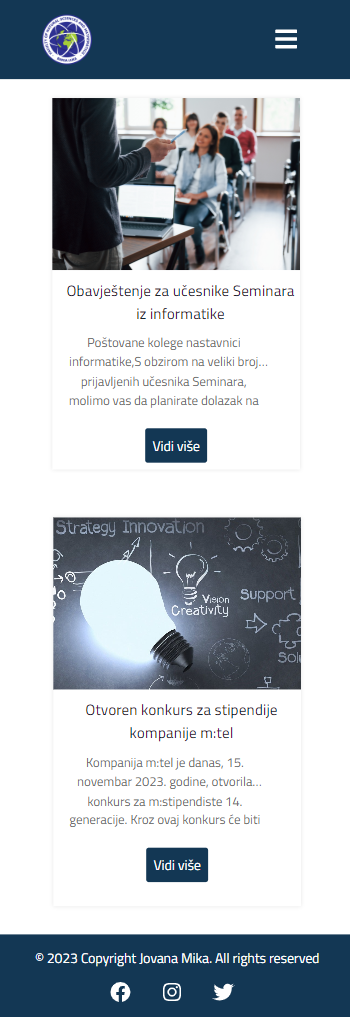 Obavještenje za učesnike Seminara
iz informatike
Poštovane kolege nastavnici
informatike,S obzirom na veliki broj...
prijavljenih učesnika Seminara,
molimo vas da planirate dolazak na
Vidi više
Strategy Innovation
Vision
Creativity
Support
Otvoren konkurs za stipendije
kompanije m:tel
Kompanija m:tel je danas, 15.
novembar 2023. godine, otvorila...
konkurs za m:stipendiste 14.
generacije. Kroz ovaj konkurs će biti
Vidi više
© 2023 Copyright Jovana Mika. All rights reserved